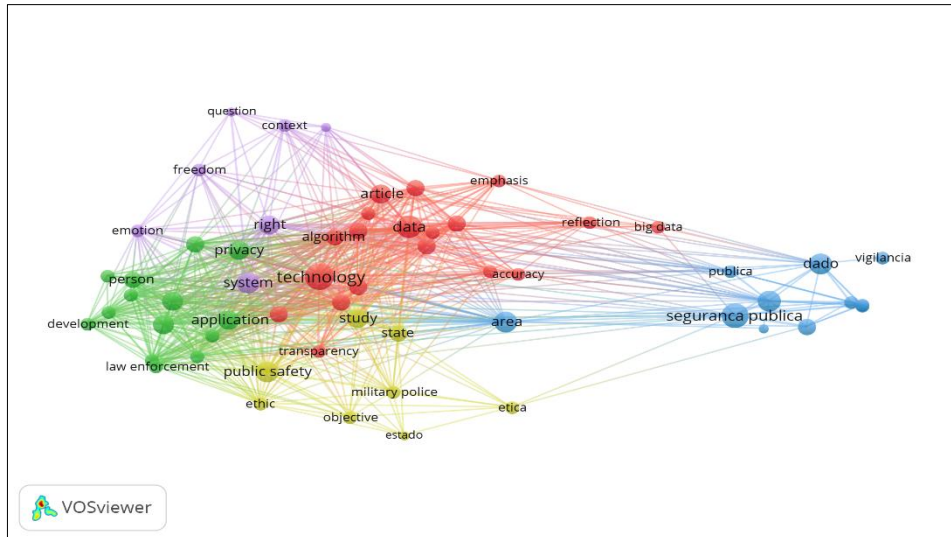 question
context
freedom
emphasis
article
right
emotion
algorithm
data
reflection
big data
privacy
person
system
technology
accuracy
publica
dado
vigilancia
development
application
study
area
seguranca publica
state
law enforcement
transparency
public safety
military police
ethic
objective
etica
estado
VOSviewer